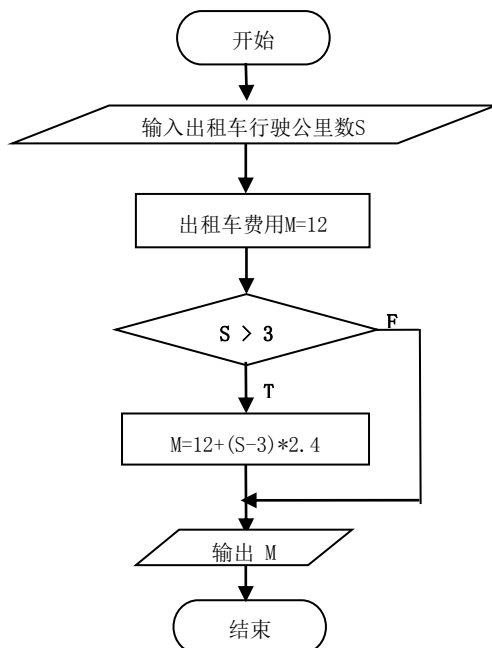 开始
输入出租车行驶公里数S
出租车费用M=12
S > 3
F
T
M=12+(S-3)*2.4
输出 M
结束